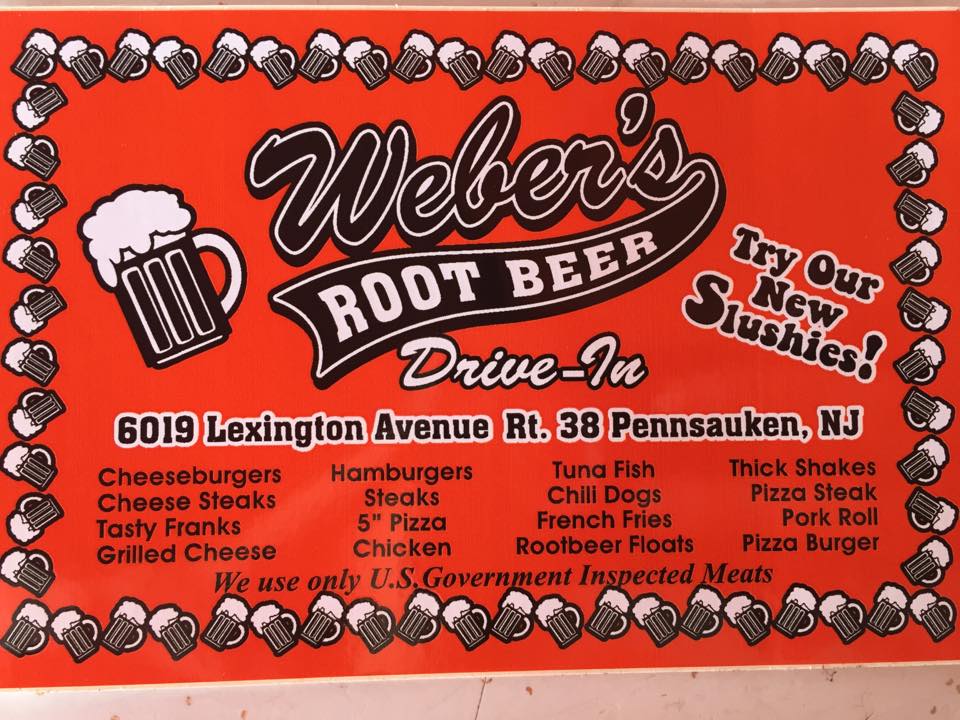 Weber's
ROOT BEER
Drive-In
Try Our
New
Slushies!
6019 Lexington Avenue Rt. 38 Pennsauken, NJ
Cheeseburgers Hamburgers Tuna Fish Thick Shakes
Cheese Steaks Steaks Chili Dogs Pizza Steak
Tasty Franks 5" Pizza French Fries Pork Roll
Grilled Cheese Chicken Rootbeer Floats Pizza Burger
We use only U.S.Government Inspected Meats